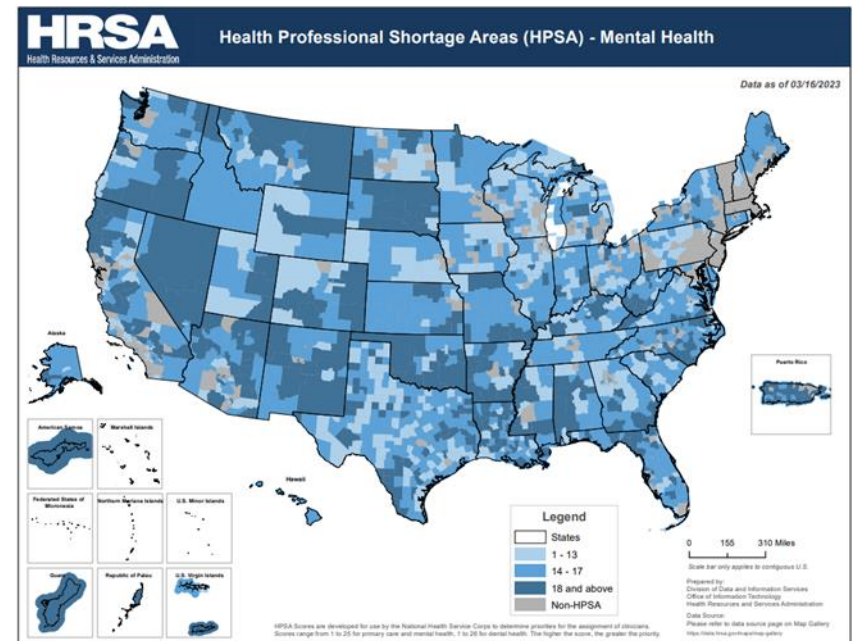 HRSA
Health Resources & Services Administration
Health Professional Shortage Areas (HPSA) - Mental Health
Data as of 03/16/2023
Alaska
Puerto Rico
American Samoa
Marshall Islands
Federated States of
Micronesia
Northern Mariana Islands
U.S. Minor Islands
Hawaii
Guam
Republic of Palau
U.S. Virgin Islands
Legend
States
1 - 13
14 - 17
18 and above
Non-HPSA
0 155 310 Miles
Scale bar only applies to contiguous U.S.
Prepared by:
Division of Data and Information Services
Office of Information Technology
Health Resources and Services Administration
Data Source:
Please refer to data source page on Map Gallery
https://data.hrsa.gov/maps/map-gallery
HPSA Scores are developed for use by the National Health Service Corps to determine priorities for the assignment of clinicians.
Scores range from 1 to 25 for primary care and mental health, 1 to 26 for dental health. The higher the score, the greater the priority.